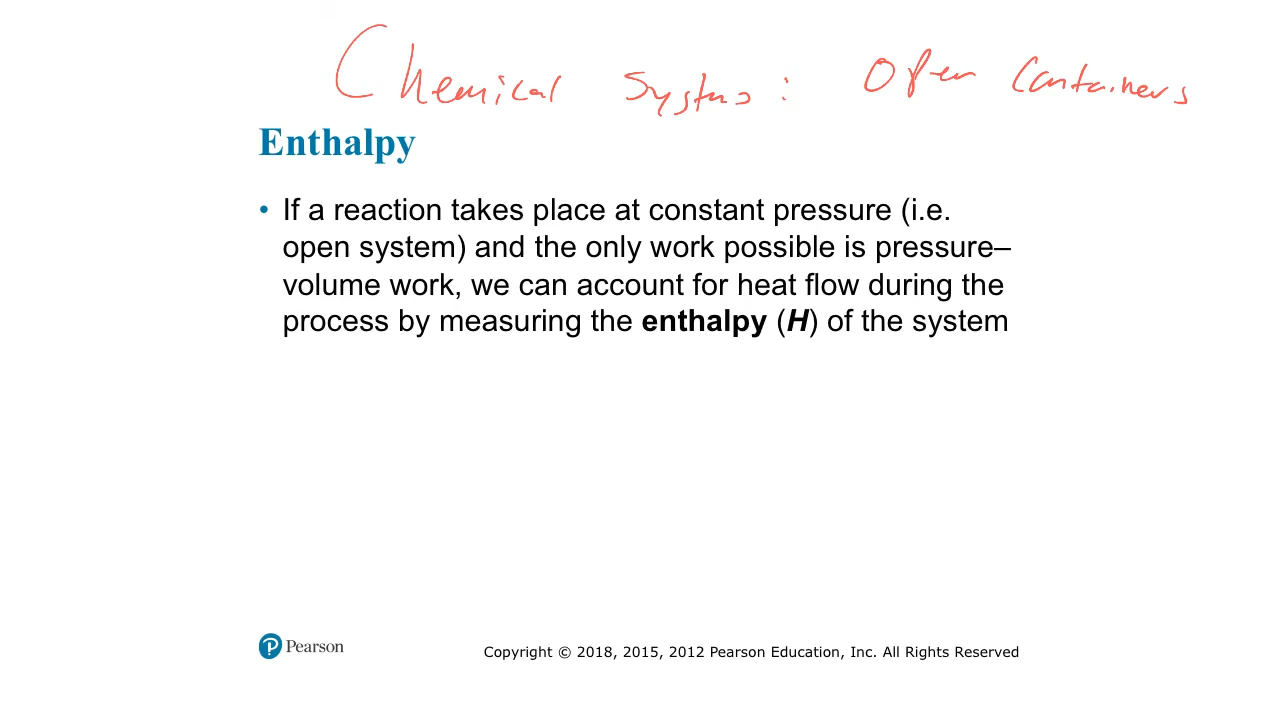 Chemical Systems: Open Containers
Enthalpy
• If a reaction takes place at constant pressure (i.e.
open system) and the only work possible is pressure–
volume work, we can account for heat flow during the
process by measuring the enthalpy (H) of the system
Pearson
Copyright © 2018, 2015, 2012 Pearson Education, Inc. All Rights Reserved